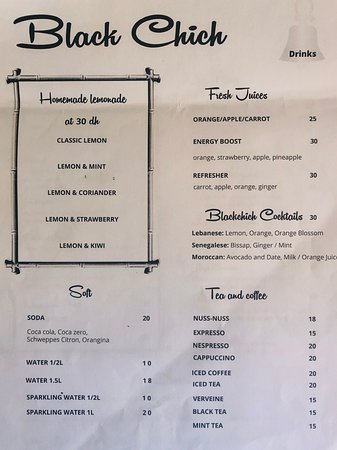 Black Chich
Drinks
Homemade lemonade
at 30 dh
CLASSIC LEMON
LEMON & MINT
LEMON & CORIANDER
LEMON & STRAWBERRY
LEMON & KIWI
Fresh Juices
ORANGE/APPLE/CARROT 25
ENERGY BOOST 30
orange, strawberry, apple, pineapple
REFRESHER 30
carrot, apple, orange, ginger
Blackchich Cocktails 30
Lebanese: Lemon, Orange, Orange Blossom
Senegalese: Bissap, Ginger / Mint
Moroccan: Avocado and Date, Milk / Orange Juice
Soft
SODA 20
Coca cola, Coca zero,
Schweppes Citron, Orangina
WATER 1/2L 10
WATER 1.5L 18
SPARKLING WATER 1/2L 10
SPARKLING WATER 1L 20
Tea and coffee
NUSS-NUSS 18
EXPRESSO 15
NESPRESSO 20
CAPPUCCINO 20
ICED COFFEE 20
ICED TEA 20
VERVEINE 15
BLACK TEA 15
MINT TEA 15